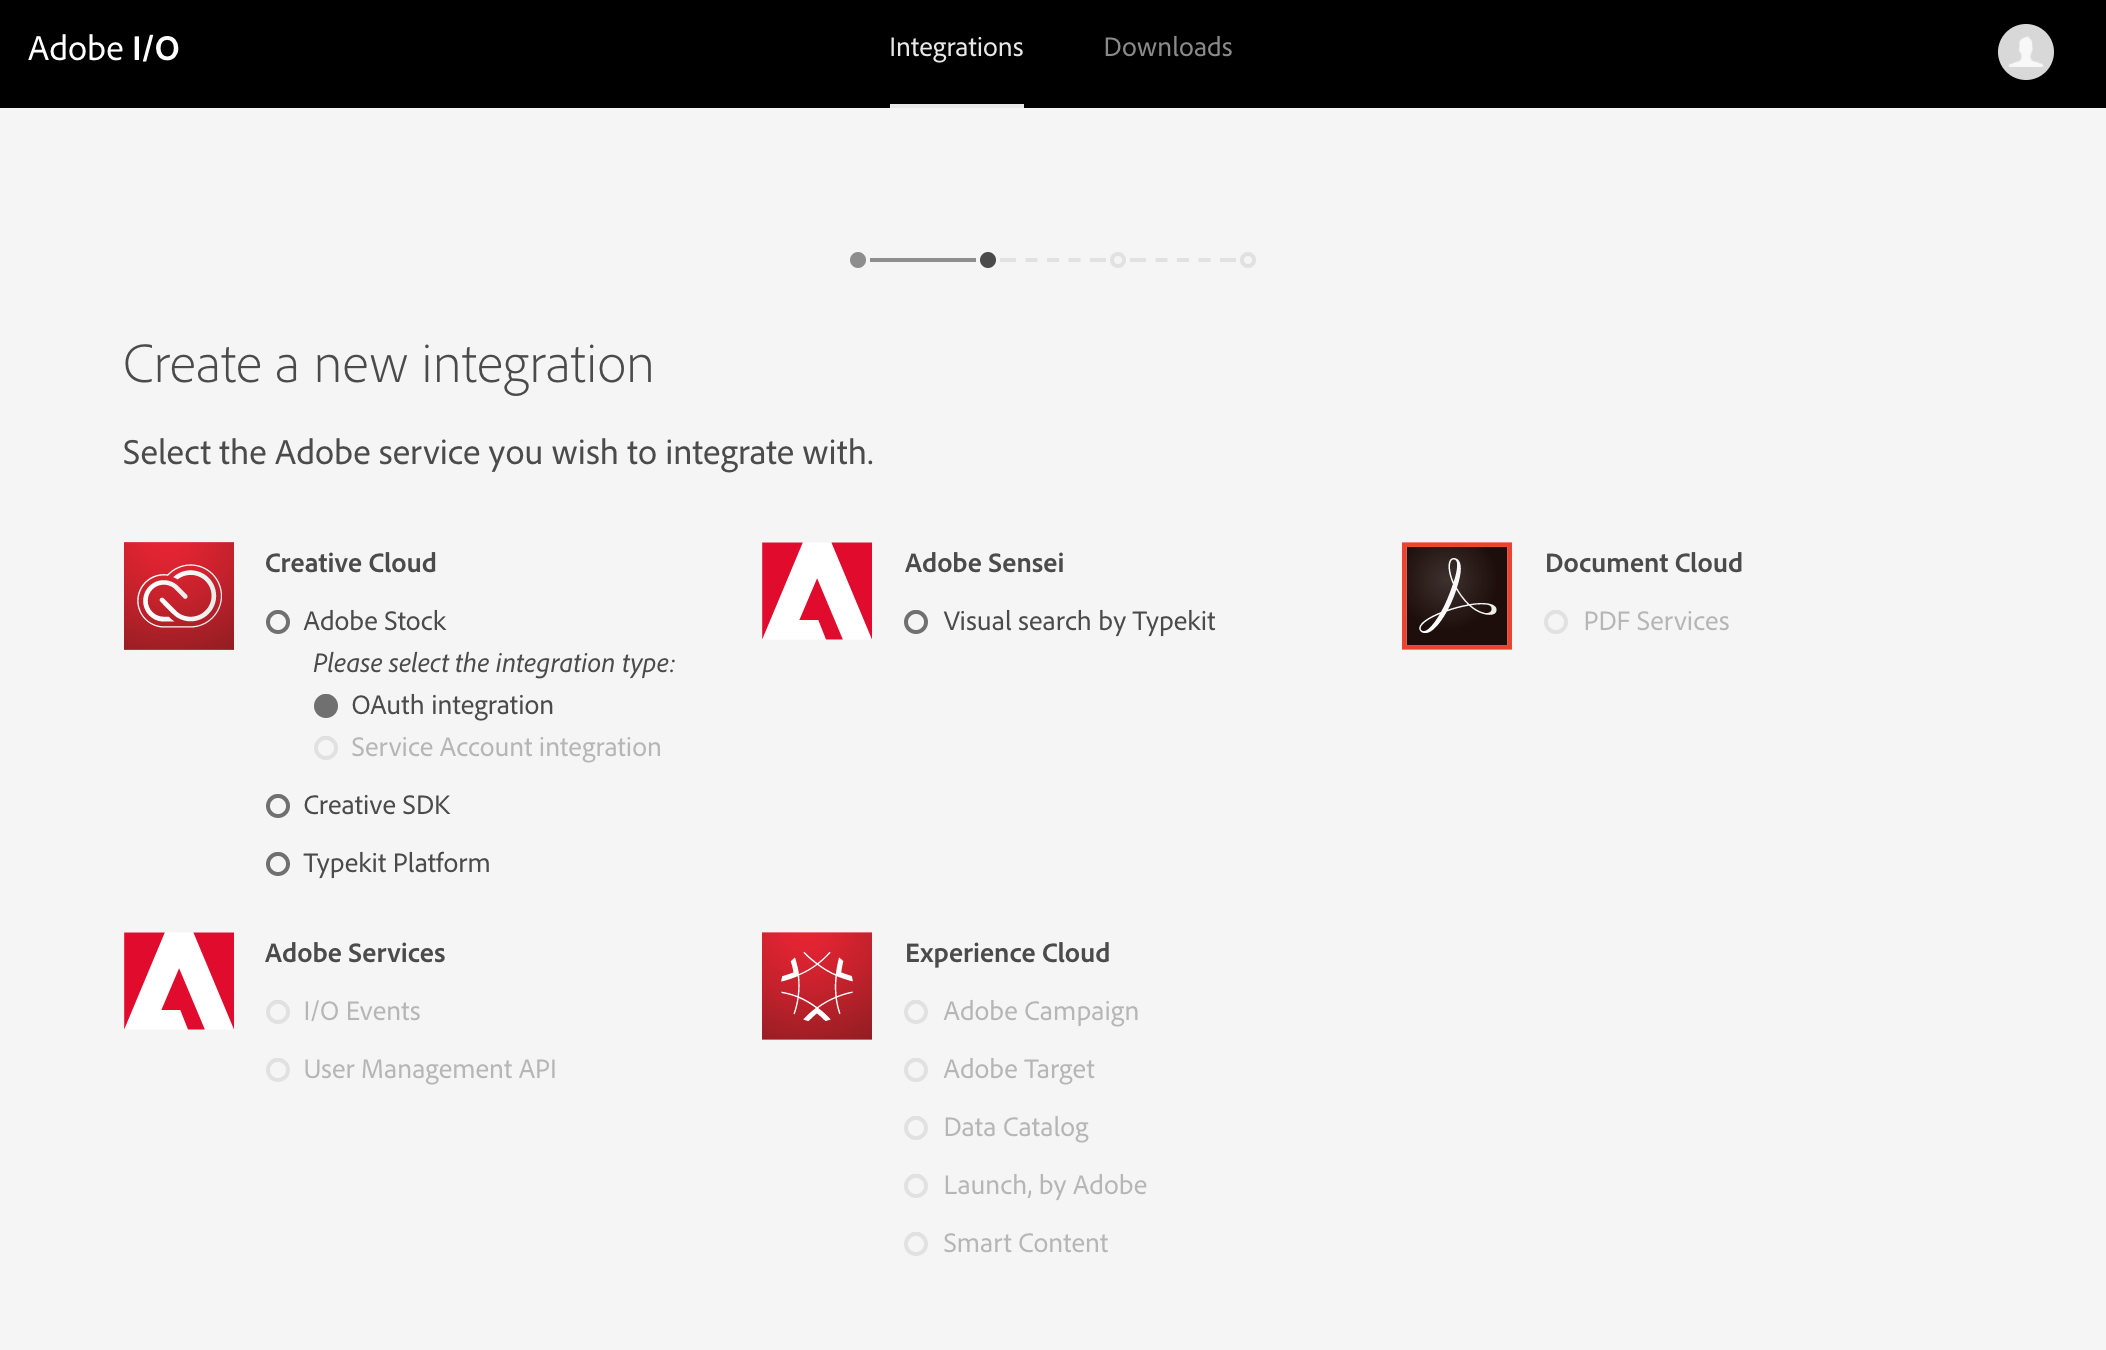 Adobe I/O
Integrations
Downloads
Create a new integration
Select the Adobe service you wish to integrate with.
Creative Cloud
Adobe Stock
Please select the integration type:
OAuth integration
Service Account integration
Creative SDK
Typekit Platform
Adobe Sensei
Visual search by Typekit
Document Cloud
PDF Services
Adobe Services
I/O Events
User Management API
Experience Cloud
Adobe Campaign
Adobe Target
Data Catalog
Launch, by Adobe
Smart Content